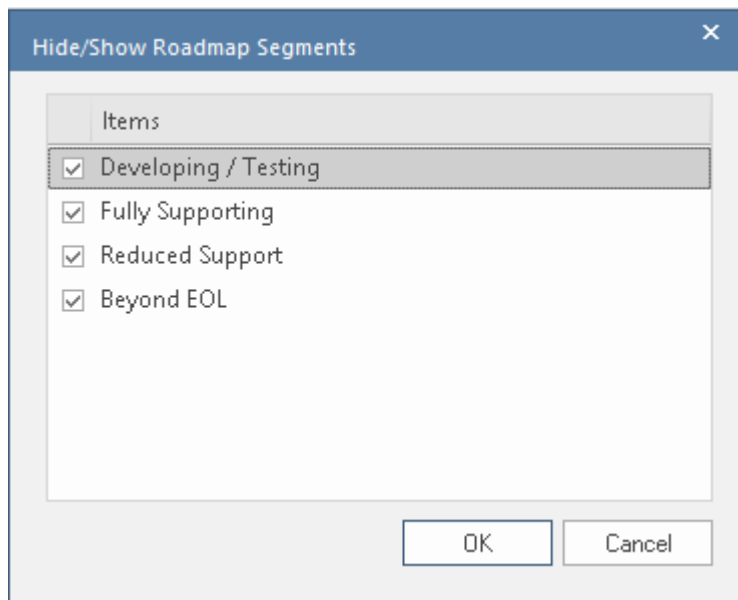 Hide/Show Roadmap Segments
Items
Developing / Testing
Fully Supporting
Reduced Support
Beyond EOL
OK Cancel